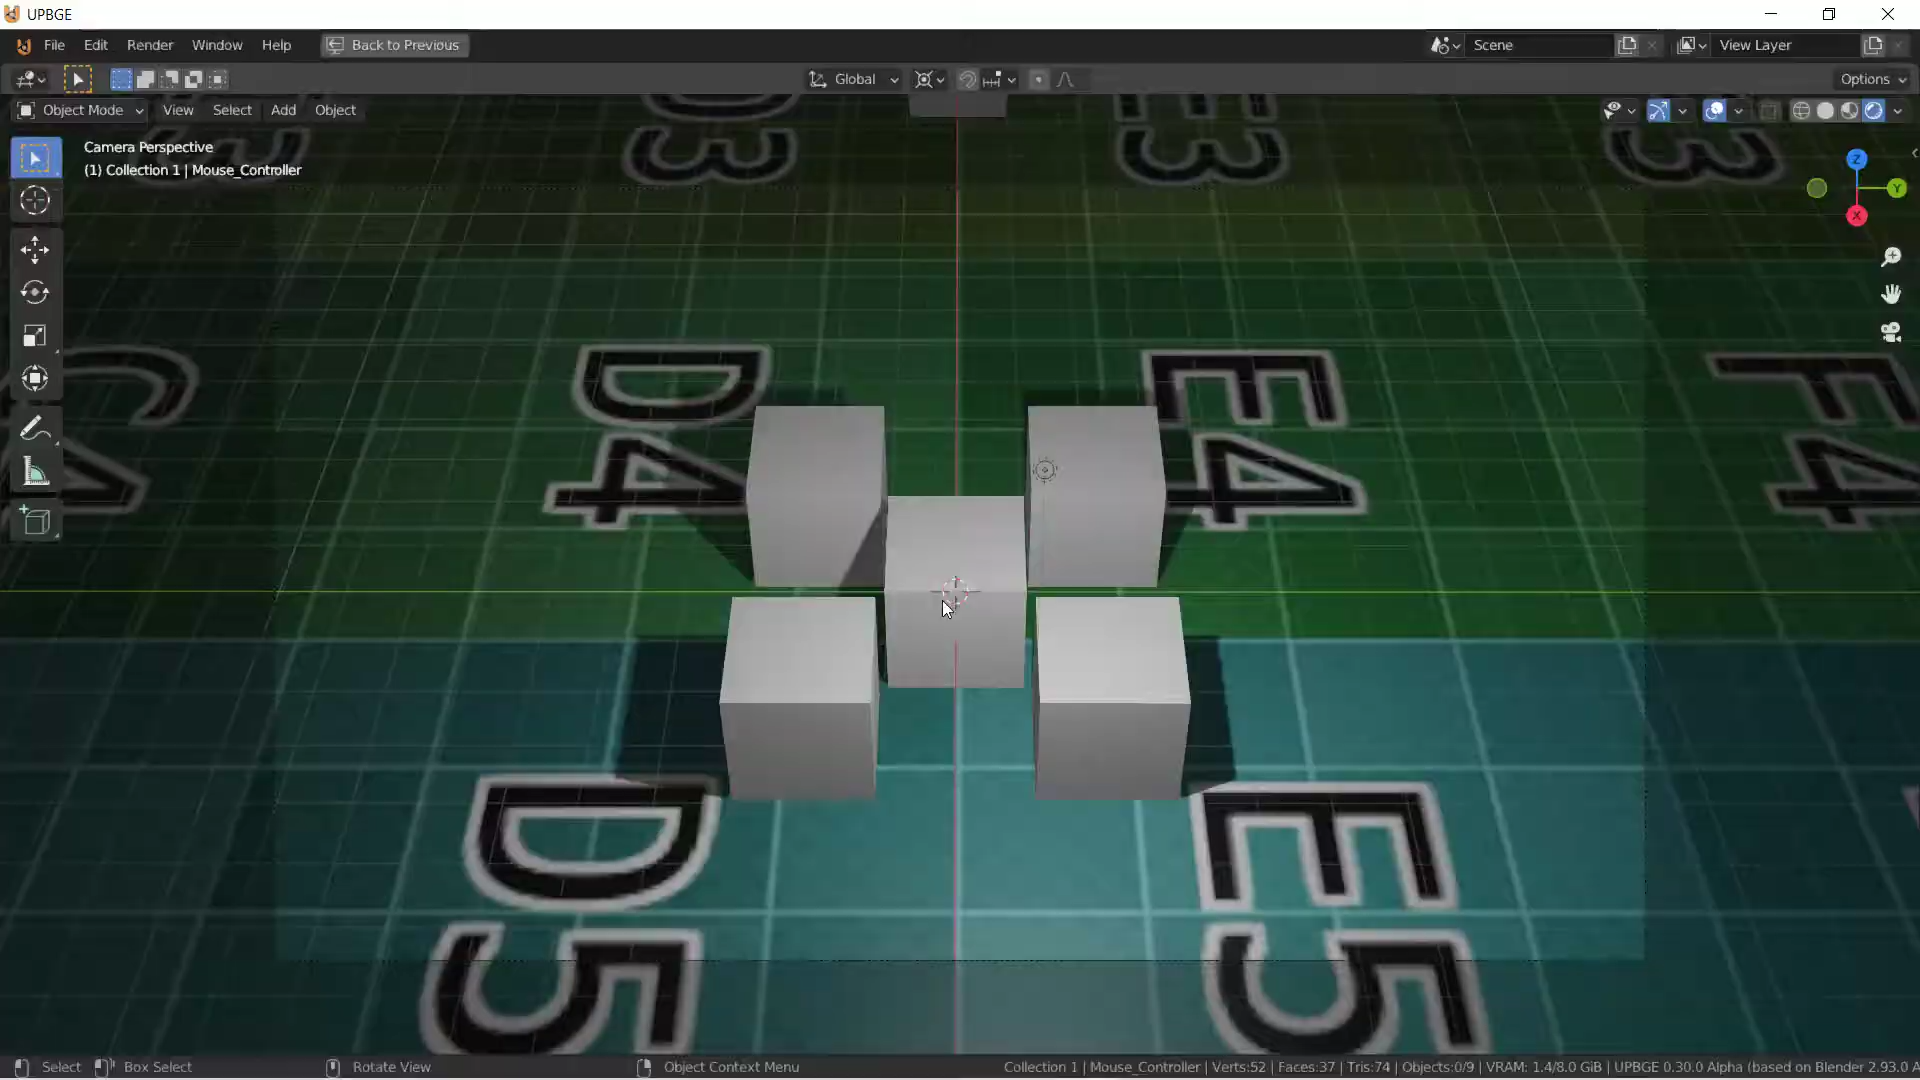 UPBGE
File Edit Render Window Help Back to Previous Scene View Layer
Global Options
Object Mode View Select Add Object
Camera Perspective
(1) Collection 1 | Mouse_Controller
Z
Y
X
D3 E3 3
C4 D4 E4 F4
D5 E5
Select Box Select Rotate View Object Context Menu Collection 1 | Mouse_Controller | Verts:52 | Faces:37 | Tris:74 | Objects:0/9 | VRAM: 1.4/8.0 GiB | UPBGE 0.30.0 Alpha (based on Blender 2.93.0 A